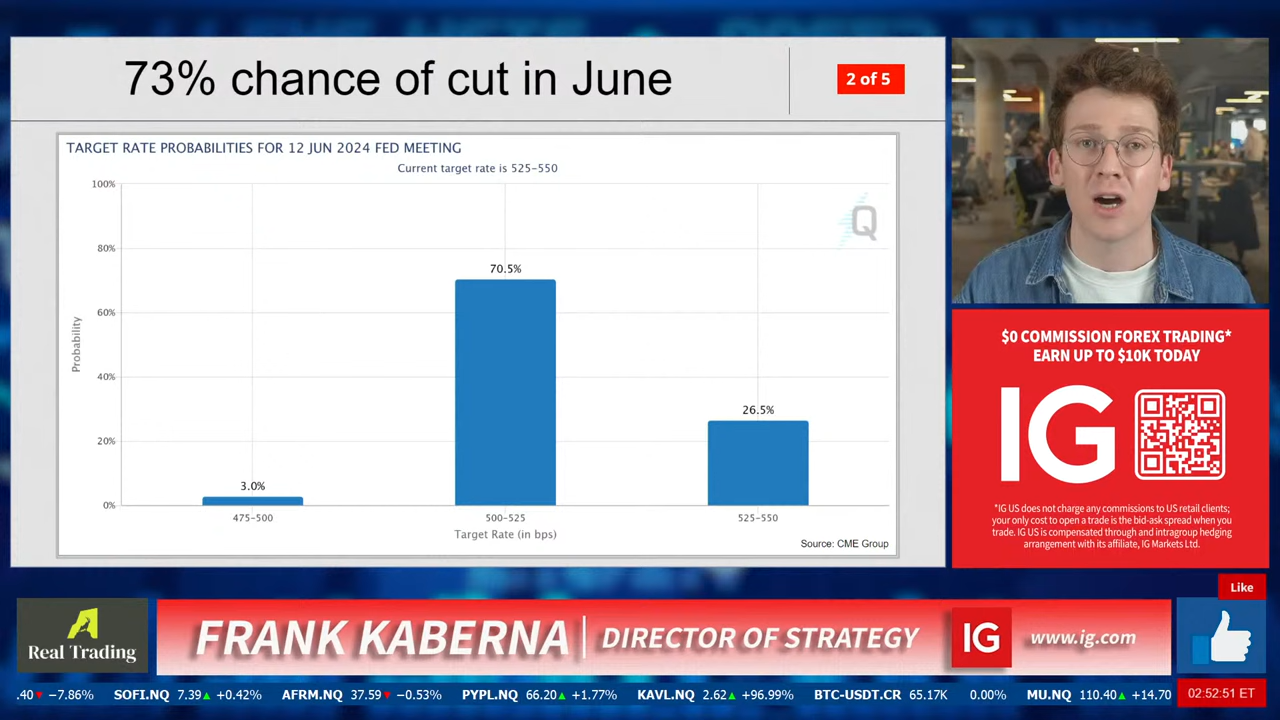 73% chance of cut in June
2 of 5
TARGET RATE PROBABILITIES FOR 12 JUN 2024 FED MEETING
Current target rate is 525–550
100%
80%
60%
40%
20%
0%
Probability
3.0%
70.5%
26.5%
475–500
500–525
525–550
Target Rate (in bps)
Source: CME Group
Q
$0 COMMISSION FOREX TRADING*
EARN UP TO $10K TODAY
IG
*IG US does not charge any commissions to US retail clients;
your only cost to open a trade is the bid-ask spread when you
trade. IG US is compensated through and intragroup hedging
arrangement with its affiliate, IG Markets Ltd.
Like
Real Trading
FRANK KABERNA
DIRECTOR OF STRATEGY
IG
www.ig.com
.40 −7.86% SOFI.NQ 7.39 +0.42% AFRM.NQ 37.59 −0.53% PYPL.NQ 66.20 +1.77% KAVL.NQ 2.62 +96.99% BTC-USDT.CR 65.17K 0.00% MU.NQ 110.40 +14.70
02:52:51 ET